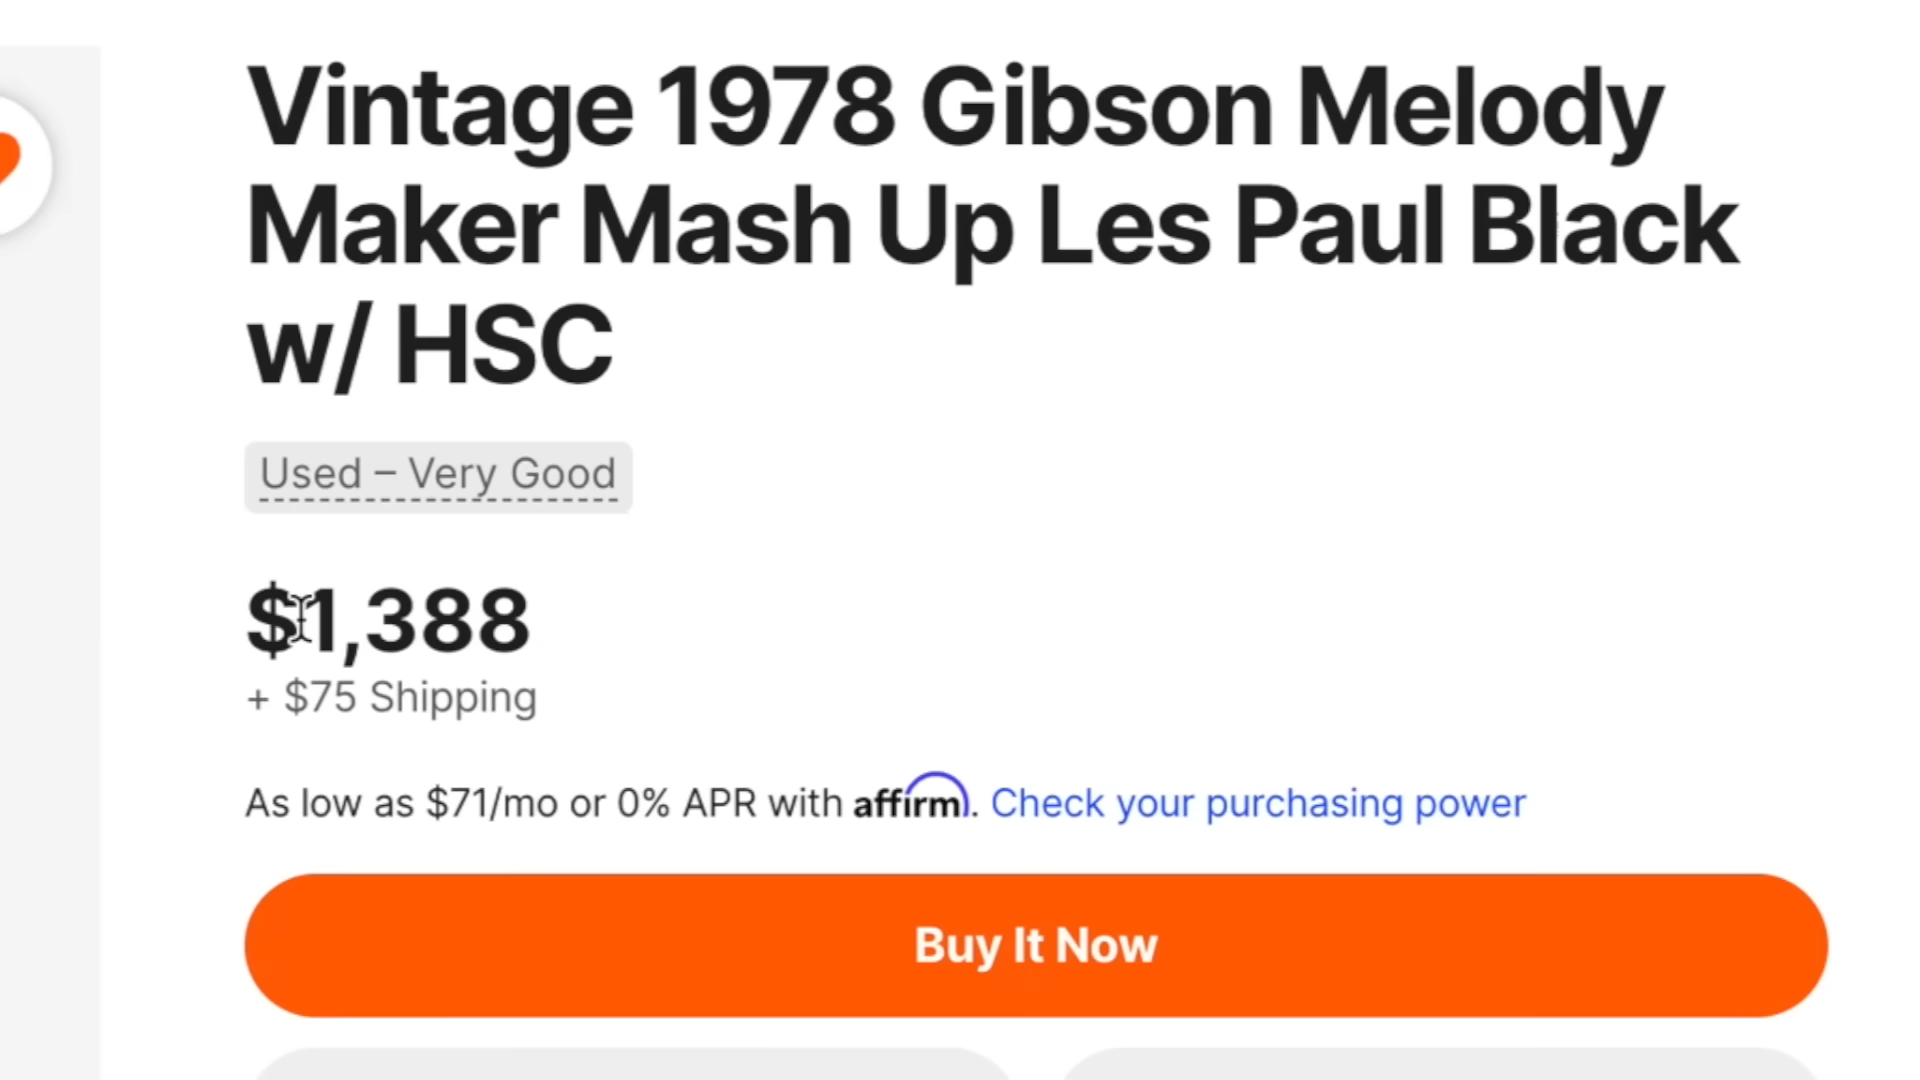 Vintage 1978 Gibson Melody
Maker Mash Up Les Paul Black
w/ HSC
Used – Very Good
$1,388
+ $75 Shipping
As low as $71/mo or 0% APR with affirm. Check your purchasing power
Buy It Now